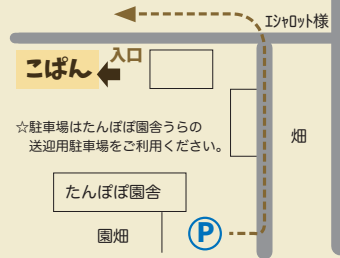 エシャロット様
入口
こぱん
☆駐車場はたんぽぽ園舎うらの
送迎用駐車場をご利用ください。
畑
たんぽぽ園舎
園畑
P